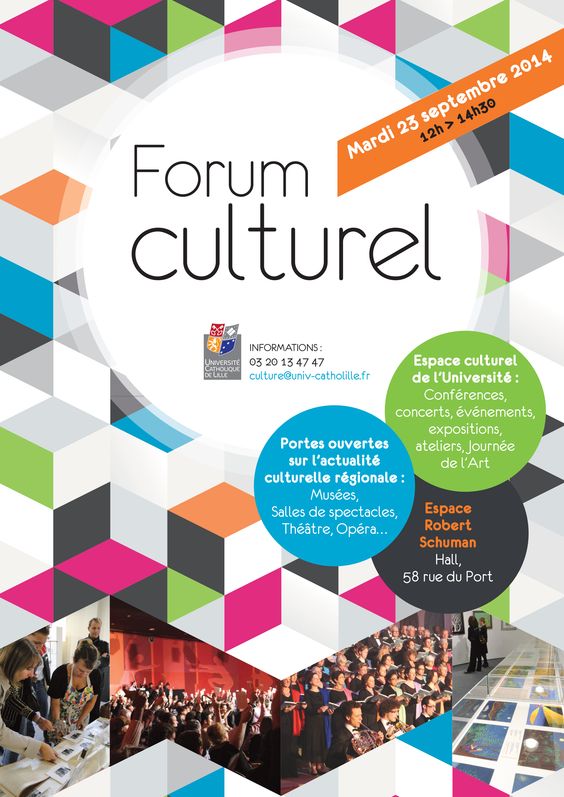 Mardi 23 septembre 2014
12h > 14h30
Forum
culturel
UNIVERSITÉ
CATHOLIQUE
DE LILLE
INFORMATIONS :
03 20 13 47 47
culture@univ-catholille.fr
Espace culturel
de l'Université :
Conférences,
concerts, événements,
expositions,
ateliers, Journée
de l'Art
Portes ouvertes
sur l'actualité
culturelle régionale :
Musées,
Salles de spectacles,
Théâtre, Opéra...
Espace
Robert
Schuman
Hall,
58 rue du Port